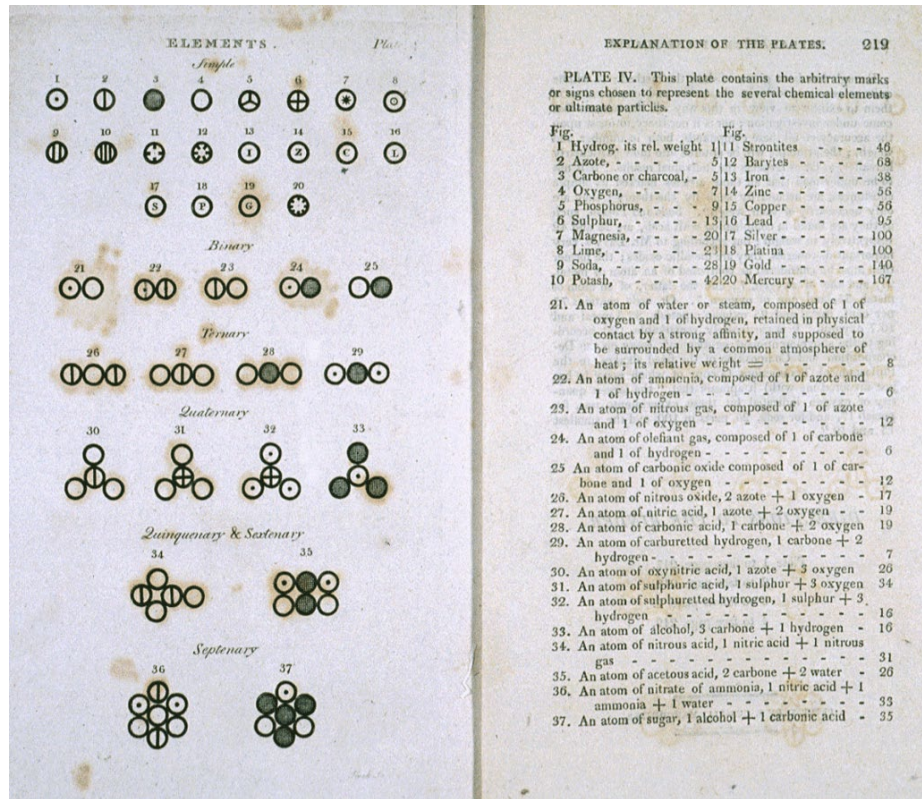 ELEMENTS.
Simple
1 2 3 4 5 6 7 8
9 10 11 12 13 14 15 16
I Z C L
17 18 19 20
S P G
Binary
21 22 23 24 25
Ternary
26 27 28 29
Quaternary
30 31 32 33
Quinquenary & Sextenary
34 35
Septenary
36 37
EXPLANATION OF THE PLATES. 219
PLATE IV. This plate contains the arbitrary marks
or signs chosen to represent the several chemical elements
or ultimate particles.
Fig. Fig.
1 Hydrog. its rel. weight 1 11 Strontites - - - 46
2 Azote, - - - - 5 12 Barytes - - - - 68
3 Carbone or charcoal, - 5 13 Iron - - - - 38
4 Oxygen, - - - 7 14 Zinc - - - - 56
5 Phosphorus, - - - 9 15 Copper - - - - 56
6 Sulphur, - - - 13 16 Lead - - - - 95
7 Magnesia, - - - 20 17 Silver - - - - 100
8 Lime, - - - - 23 18 Platina - - - - 100
9 Soda, - - - - 28 19 Gold - - - - 140
10 Potash, - - - - 42 20 Mercury - - - - 167
21. An atom of water or steam, composed of 1 of
oxygen and 1 of hydrogen, retained in physical
contact by a strong affinity, and supposed to
be surrounded by a common atmosphere of
heat; its relative weight = - - - 8
22. An atom of ammonia, composed of 1 of azote and
1 of hydrogen - - - - - - - 6
23. An atom of nitrous gas, composed of 1 of azote
and 1 of oxygen - - - - - - - 12
24. An atom of olefiant gas, composed of 1 of carbone
and 1 of hydrogen - - - - - - 6
25 An atom of carbonic oxide composed of 1 of car-
bone and 1 of oxygen - - - - - 12
26. An atom of nitrous oxide, 2 azote + 1 oxygen - 17
27. An atom of nitric acid, 1 azote + 2 oxygen - - 19
28. An atom of carbonic acid, 1 carbone + 2 oxygen 19
29. An atom of carburetted hydrogen, 1 carbone + 2
hydrogen - - - - - - - - 7
30. An atom of oxynitric acid, 1 azote + 3 oxygen 26
31. An atom of sulphuric acid, 1 sulphur + 3 oxygen 34
32. An atom of sulphuretted hydrogen, 1 sulphur + 3
hydrogen - - - - - - - - 16
33. An atom of alcohol, 3 carbone + 1 hydrogen - 16
34. An atom of nitrous acid, 1 nitric acid + 1 nitrous
gas - - - - - - - - 31
35. An atom of acetous acid, 2 carbone + 2 water - 26
36. An atom of nitrate of ammonia, 1 nitric acid + 1
ammonia + 1 water - - - - - 33
37. An atom of sugar, 1 alcohol + 1 carbonic acid - 35